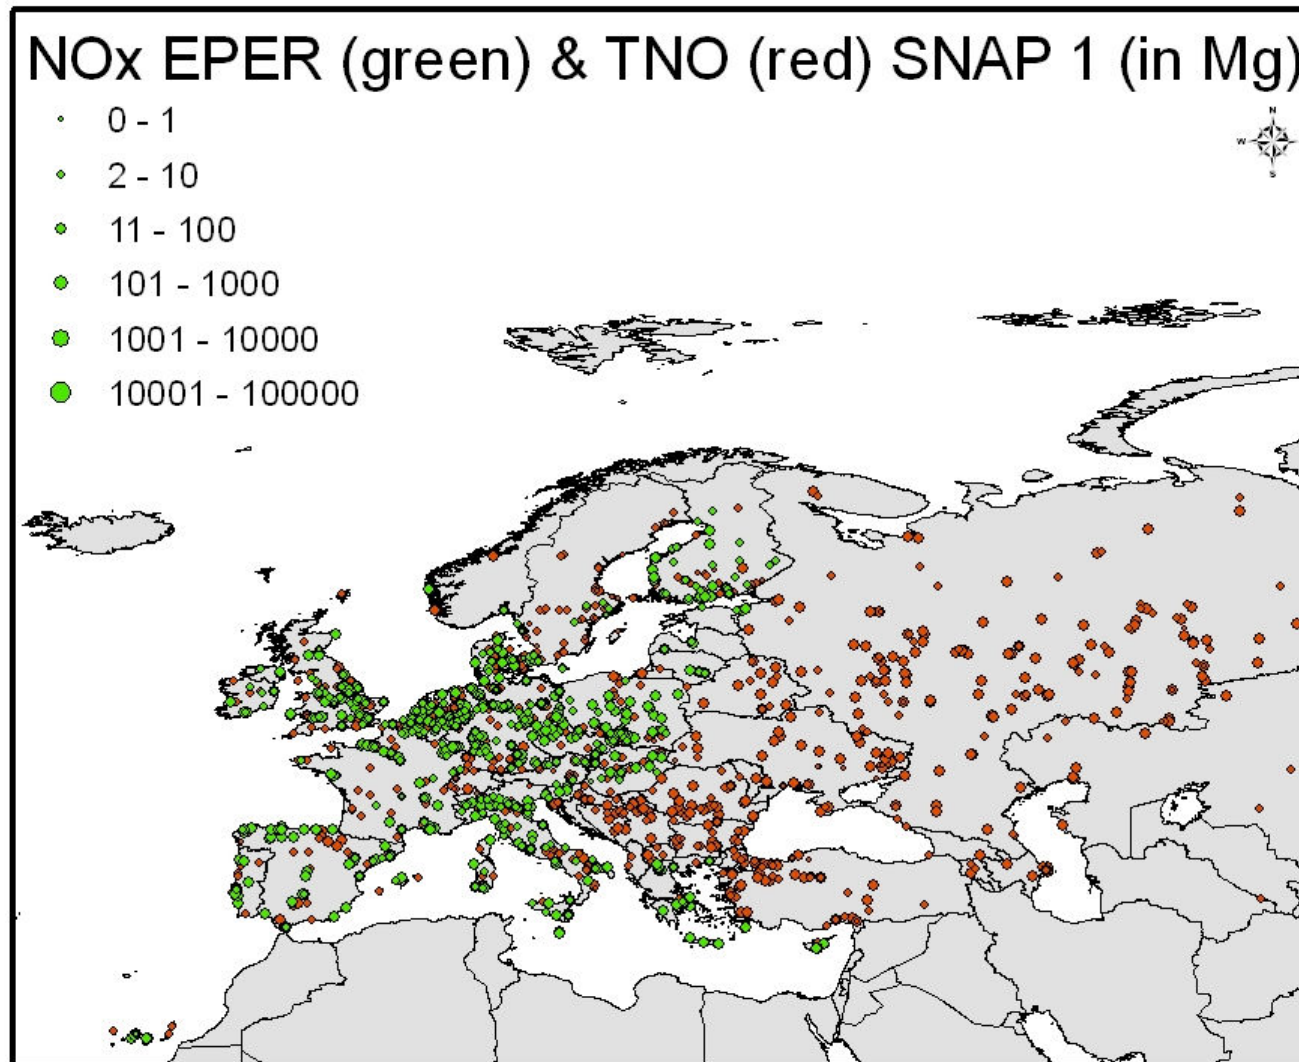 NOx EPER (green) & TNO (red) SNAP 1 (in Mg)
0 - 1
2 - 10
11 - 100
101 - 1000
1001 - 10000
10001 - 100000
N
W
S